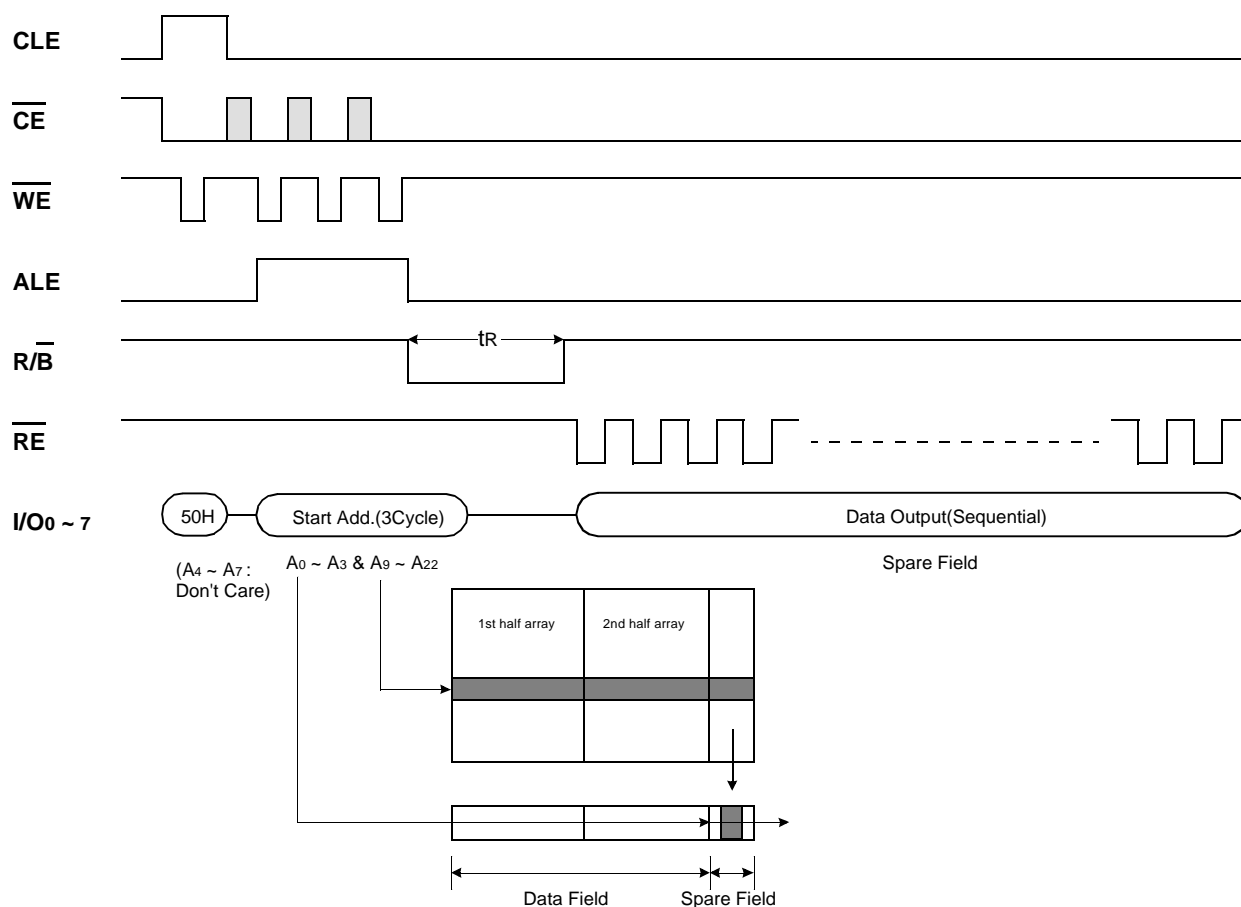 CLE
CE
WE
ALE
R/B
tR
RE
I/O0 ~ 7
50H
Start Add.(3Cycle)
Data Output(Sequential)
(A4 ~ A7 :
Don't Care)
A0 ~ A3 & A9 ~ A22
Spare Field
1st half array
2nd half array
Data Field
Spare Field